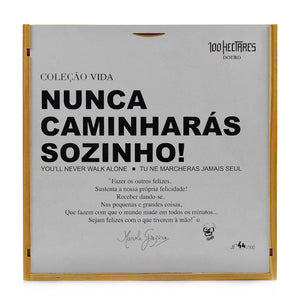 100 HECTARES
DOURO
COLEÇÃO VIDA
NUNCA
CAMINHARÁS
SOZINHO!
YOU'LL NEVER WALK ALONE ■ TU NE MARCHERAS JAMAIS SEUL
"Fazer os outros felizes,
Sustenta a nossa própria felicidade!
Receber dando-se.
Nas pequenas e grandes coisas,
Que fazem com que o mundo mude em todos os minutos...
Sejam felizes com o que tiverem à mão!"
44/500